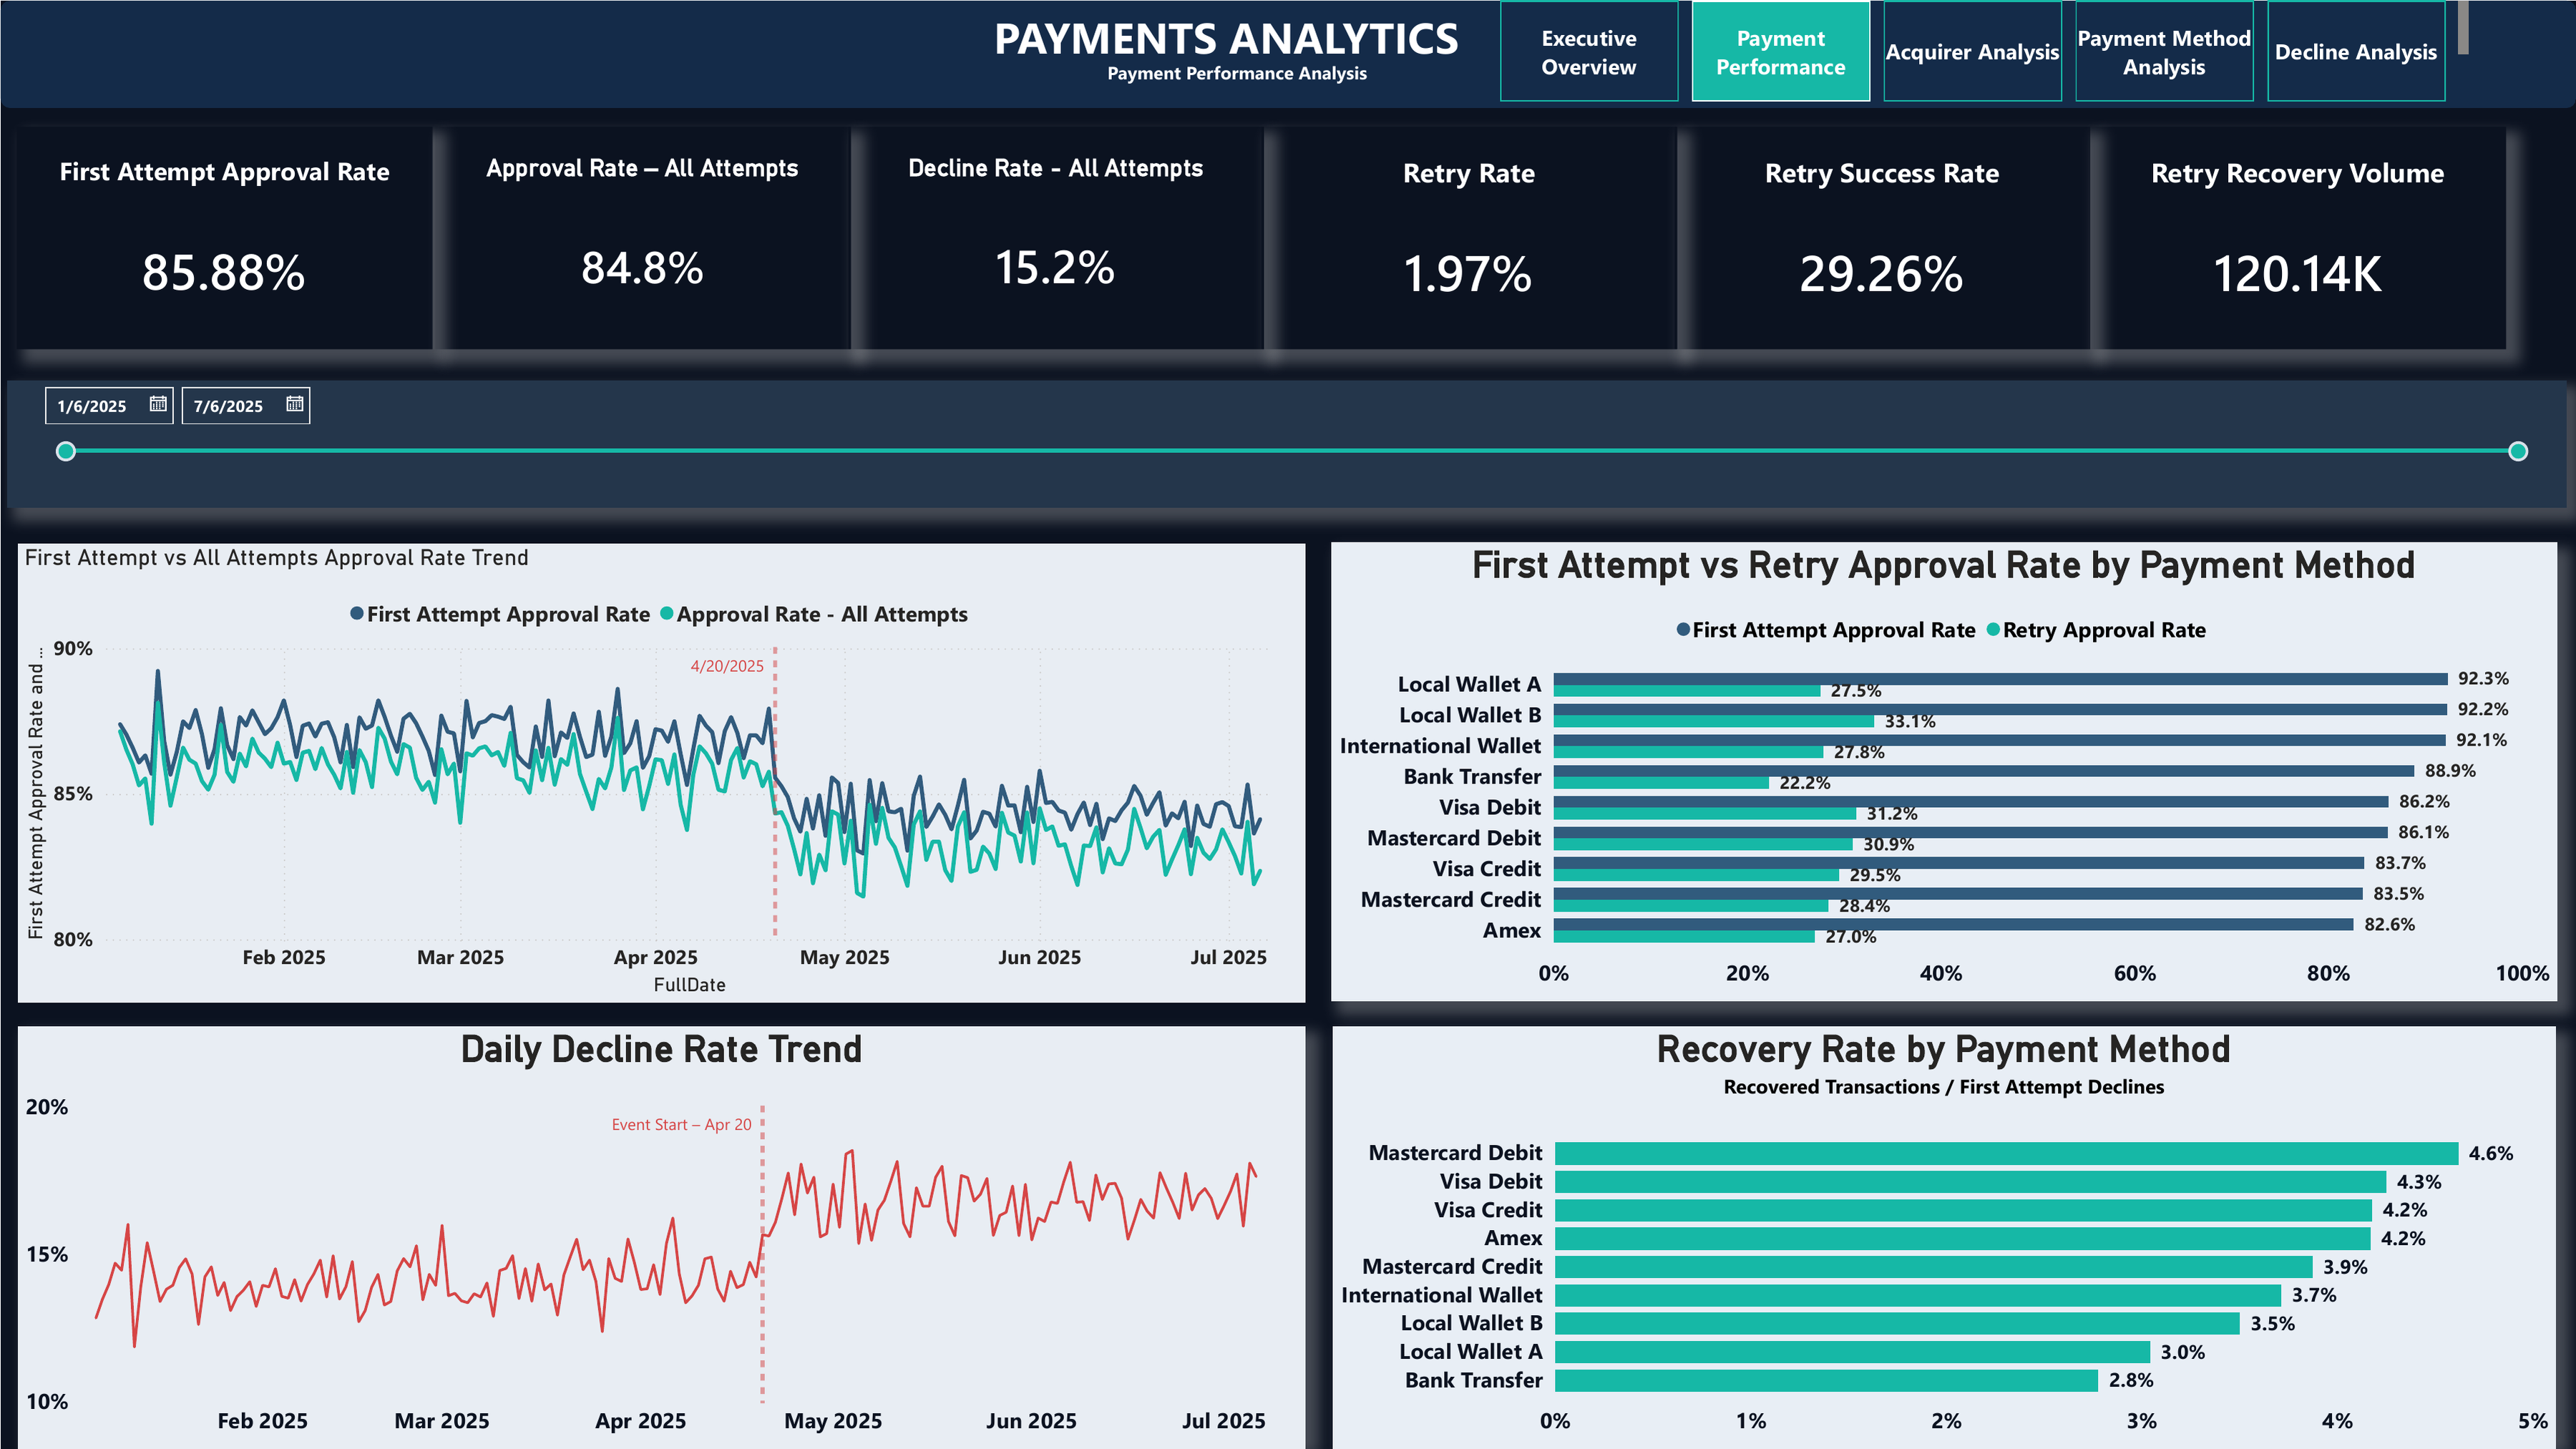 PAYMENTS ANALYTICS
Payment Performance Analysis
Executive
Overview
Payment
Performance
Acquirer Analysis
Payment Method
Analysis
Decline Analysis
First Attempt Approval Rate
85.88%
Approval Rate – All Attempts
84.8%
Decline Rate - All Attempts
15.2%
Retry Rate
1.97%
Retry Success Rate
29.26%
Retry Recovery Volume
120.14K
1/6/2025
7/6/2025
First Attempt vs All Attempts Approval Rate Trend
First Attempt Approval Rate
Approval Rate - All Attempts
First Attempt Approval Rate and ...
90%
85%
80%
4/20/2025
Feb 2025
Mar 2025
Apr 2025
May 2025
Jun 2025
Jul 2025
FullDate
First Attempt vs Retry Approval Rate by Payment Method
First Attempt Approval Rate
Retry Approval Rate
Local Wallet A
92.3%
27.5%
Local Wallet B
92.2%
33.1%
International Wallet
92.1%
27.8%
Bank Transfer
88.9%
22.2%
Visa Debit
86.2%
31.2%
Mastercard Debit
86.1%
30.9%
Visa Credit
83.7%
29.5%
Mastercard Credit
83.5%
28.4%
Amex
82.6%
27.0%
0%
20%
40%
60%
80%
100%
Daily Decline Rate Trend
20%
15%
10%
Event Start – Apr 20
Feb 2025
Mar 2025
Apr 2025
May 2025
Jun 2025
Jul 2025
Recovery Rate by Payment Method
Recovered Transactions / First Attempt Declines
Mastercard Debit
4.6%
Visa Debit
4.3%
Visa Credit
4.2%
Amex
4.2%
Mastercard Credit
3.9%
International Wallet
3.7%
Local Wallet B
3.5%
Local Wallet A
3.0%
Bank Transfer
2.8%
0%
1%
2%
3%
4%
5%